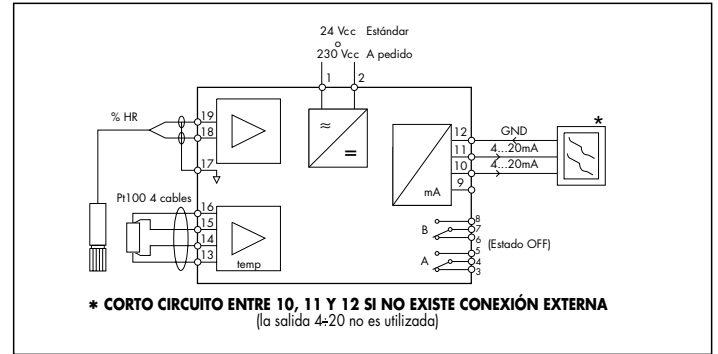 24 Vcc Estándar
o
230 Vcc A pedido
1 2
% HR
19
18
17
≈
=
Pt100 4 cables
16
15
14
13
temp
mA
12
11
10
9
GND
4...20mA
4...20mA
*
B
8
7
6
(Estado OFF)
A
5
4
3
* CORTO CIRCUITO ENTRE 10, 11 Y 12 SI NO EXISTE CONEXIÓN EXTERNA
(la salida 4÷20 no es utilizada)